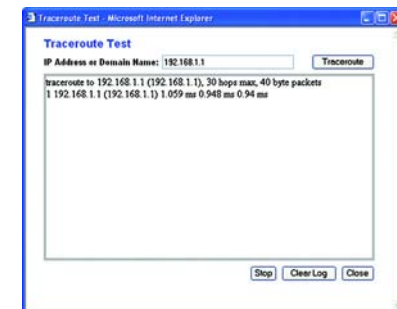 Traceroute Test - Microsoft Internet Explorer
Traceroute Test
IP Address or Domain Name: 192.168.1.1 Traceroute
traceroute to 192.168.1.1 (192.168.1.1), 30 hops max, 40 byte packets
1 192.168.1.1 (192.168.1.1) 1.059 ms 0.948 ms 0.94 ms
Stop Clear Log Close